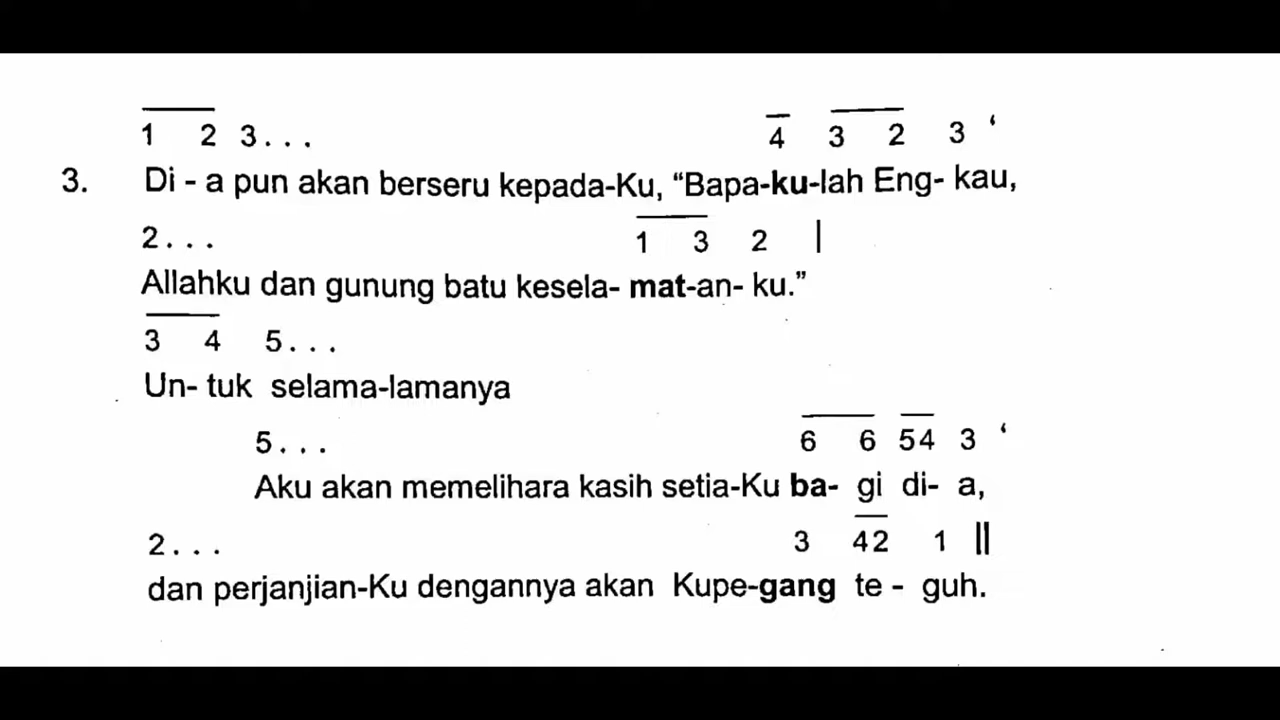 1 2 3... 4 3 2 3 ‘
3. Di - a pun akan berseru kepada-Ku, “Bapa-ku-lah Eng- kau,
2... 1 3 2 |
Allahku dan gunung batu kesela- mat-an- ku.”
3 4 5...
Un- tuk selama-lamanya
5... 6 6 54 3 ‘
Aku akan memelihara kasih setia-Ku ba- gi di- a,
2... 3 42 1 ||
dan perjanjian-Ku dengannya akan Kupe-gang te - guh.